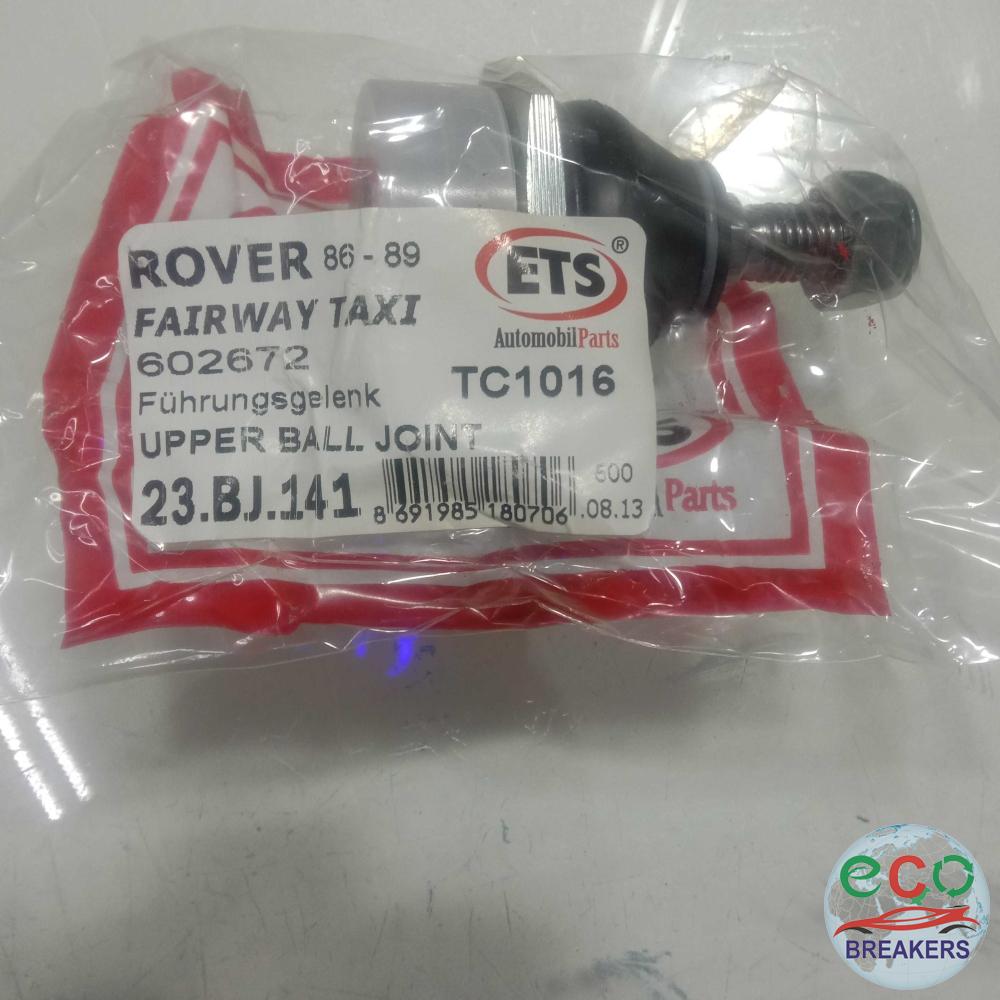 ROVER 86 - 89
FAIRWAY TAXI
602672
Führungsgelenk
UPPER BALL JOINT
23.BJ.141
ETS®
AutomobilParts
TC1016
8 691985 180706
600
.08.13
S
Parts
eco
BREAKERS